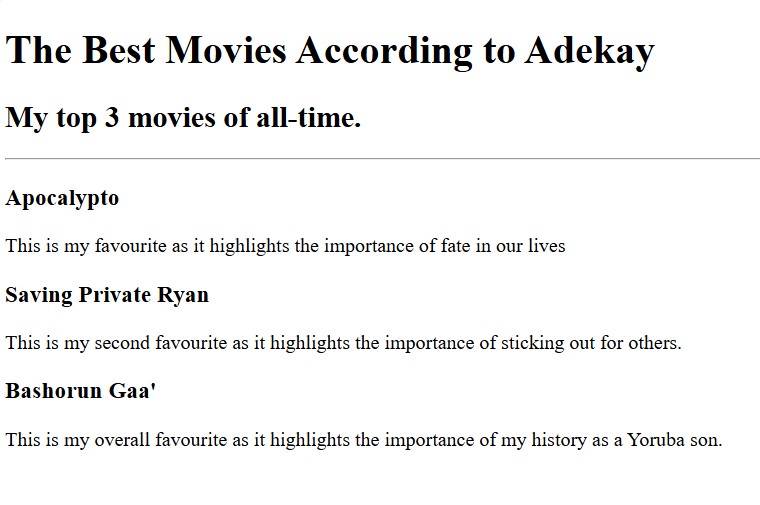 The Best Movies According to Adekay
My top 3 movies of all-time.
Apocalypto
This is my favourite as it highlights the importance of fate in our lives
Saving Private Ryan
This is my second favourite as it highlights the importance of sticking out for others.
Bashorun Gaa'
This is my overall favourite as it highlights the importance of my history as a Yoruba son.